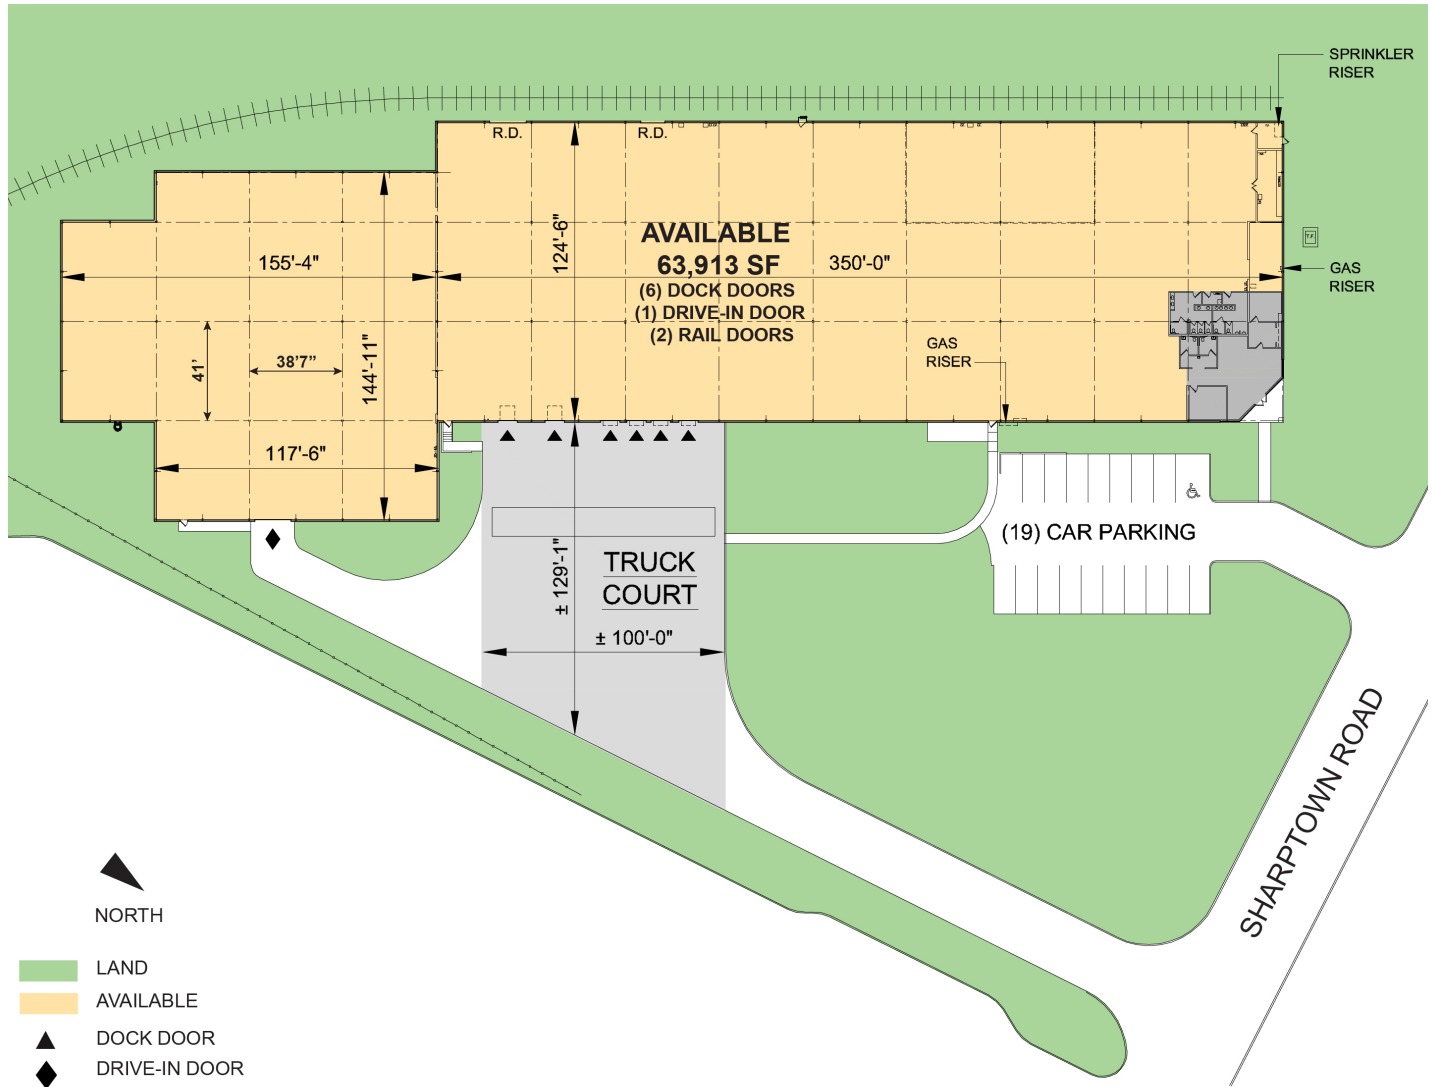 SPRINKLER
RISER
R.D.
R.D.
124'-6"
AVAILABLE
63,913 SF
(6) DOCK DOORS
(1) DRIVE-IN DOOR
(2) RAIL DOORS
155'-4"
350'-0"
T.F.
GAS
RISER
GAS
RISER
41'
38'7"
144'-11"
117'-6"
(19) CAR PARKING
± 129'-1"
TRUCK
COURT
± 100'-0"
SHARPTOWN ROAD
NORTH
LAND
AVAILABLE
DOCK DOOR
DRIVE-IN DOOR